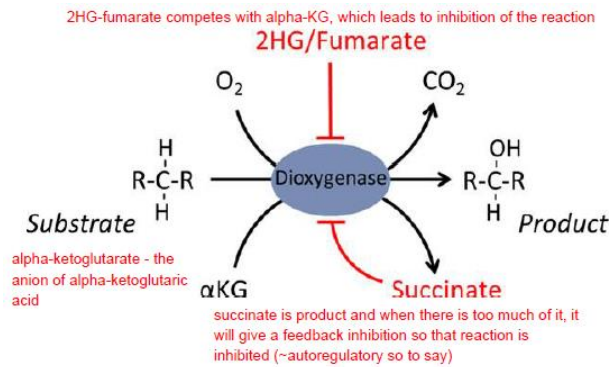 2HG-fumarate competes with alpha-KG, which leads to inhibition of the reaction
2HG/Fumarate
O₂
CO₂
H
R-C-R
H
Dioxygenase
OH
R-C-R
H
Substrate
Product
alpha-ketoglutarate - the
anion of alpha-ketoglutaric
acid
αKG
Succinate
succinate is product and when there is too much of it, it
will give a feedback inhibition so that reaction is
inhibited (~autoregulatory so to say)